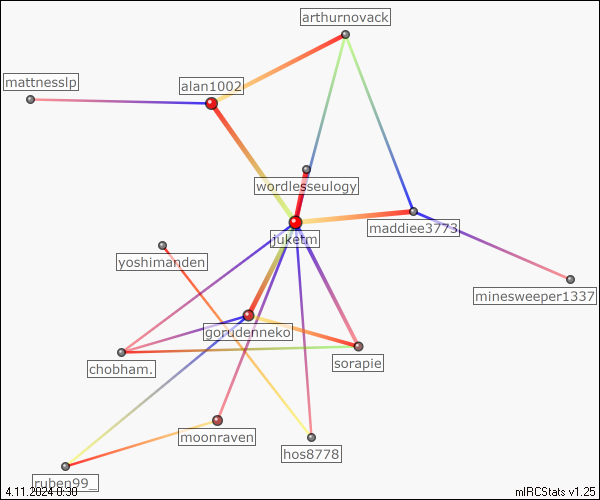 arthurnovack
mattnesslp
alan1002
wordlesseulogy
maddiee3773
juketm
yoshimanden
minesweeper1337
gorudenneko
sorapie
chobham.
moonraven
hos8778
ruben99_
4.11.2024 0:30
mIRCStats v1.25